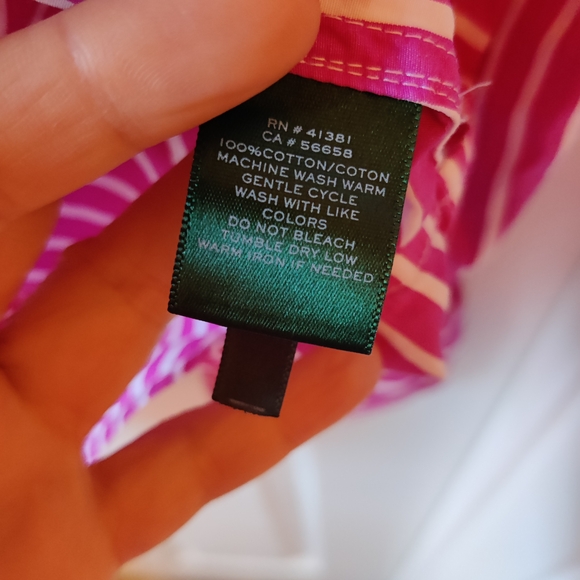 RN # 41381
CA # 56658
100%COTTON/COTON
MACHINE WASH WARM
GENTLE CYCLE
WASH WITH LIKE
COLORS
DO NOT BLEACH
TUMBLE DRY LOW
WARM IRON IF NEEDED